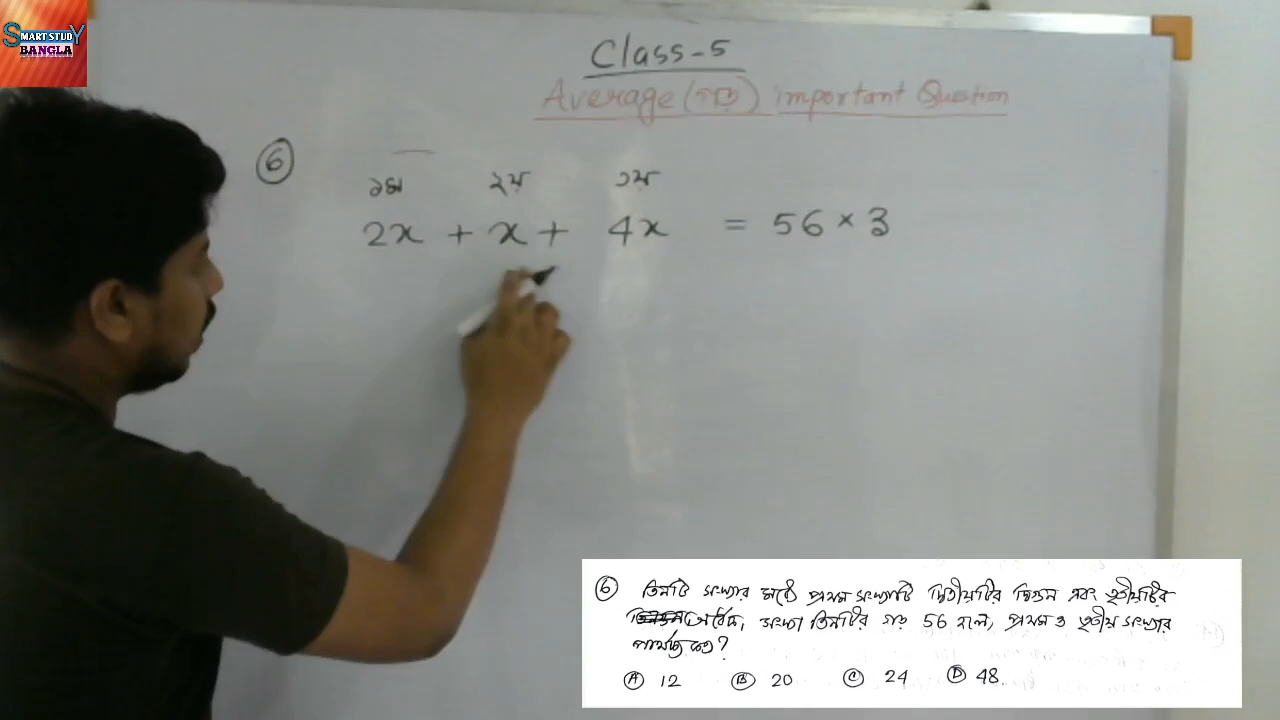 SMART STUDY
BANGLA
Class-5
Average (গড়) important Question
6
১ম ২য় ৩য়
2x + x + 4x = 56 × 3
6 তিনটি সংখ্যার মধ্যে প্রথম সংখ্যাটি দ্বিতীয়টির দ্বিগুন এবং তৃতীয়টির
অর্ধেক, সংখ্যা তিনটির গড় 56 হলে, প্রথম ও তৃতীয় সংখ্যার
পার্থক্য কত?
A 12 B 20 C 24 D 48.